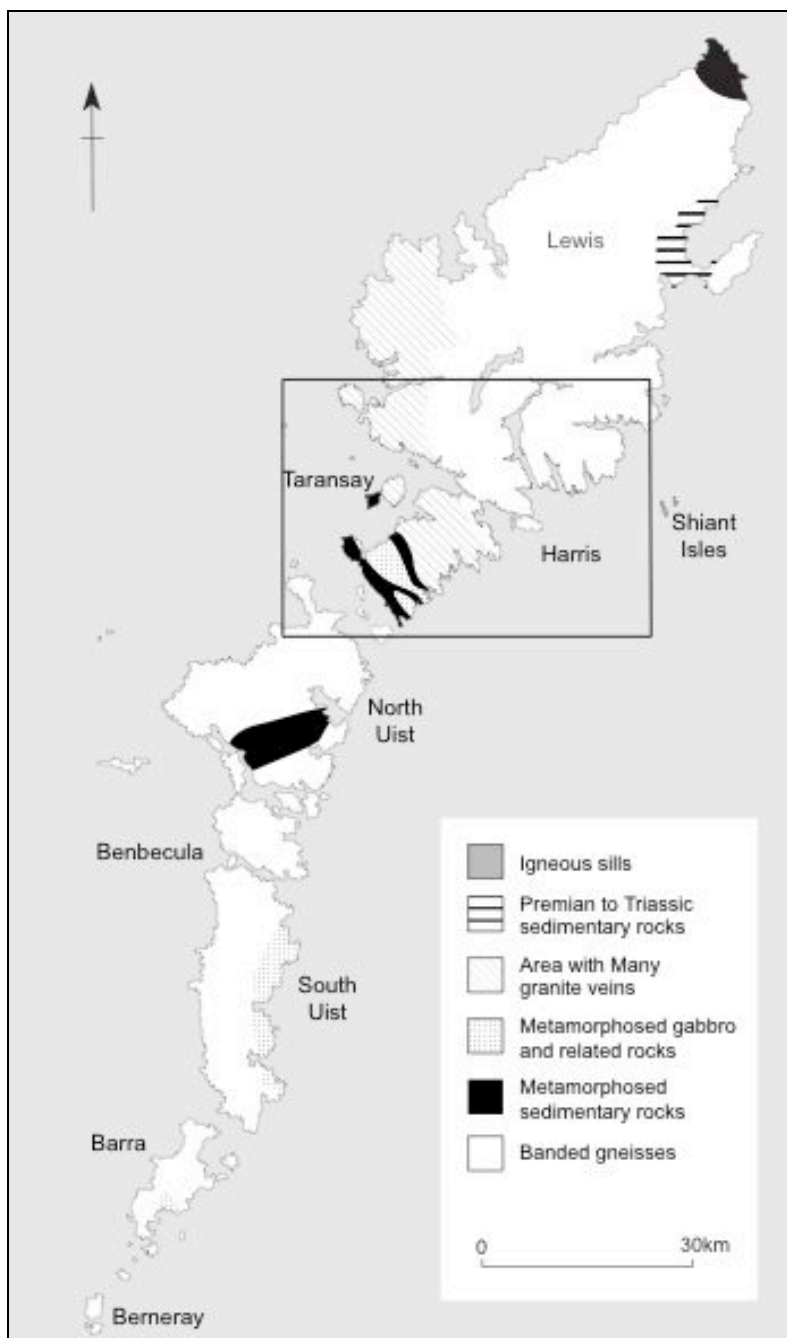 Lewis
Taransay
Shiant
Isles
Harris
North
Uist
Benbecula
South
Uist
Barra
Berneray
Igneous sills
Premian to Triassic
sedimentary rocks
Area with Many
granite veins
Metamorphosed gabbro
and related rocks
Metamorphosed
sedimentary rocks
Banded gneisses
0 30km